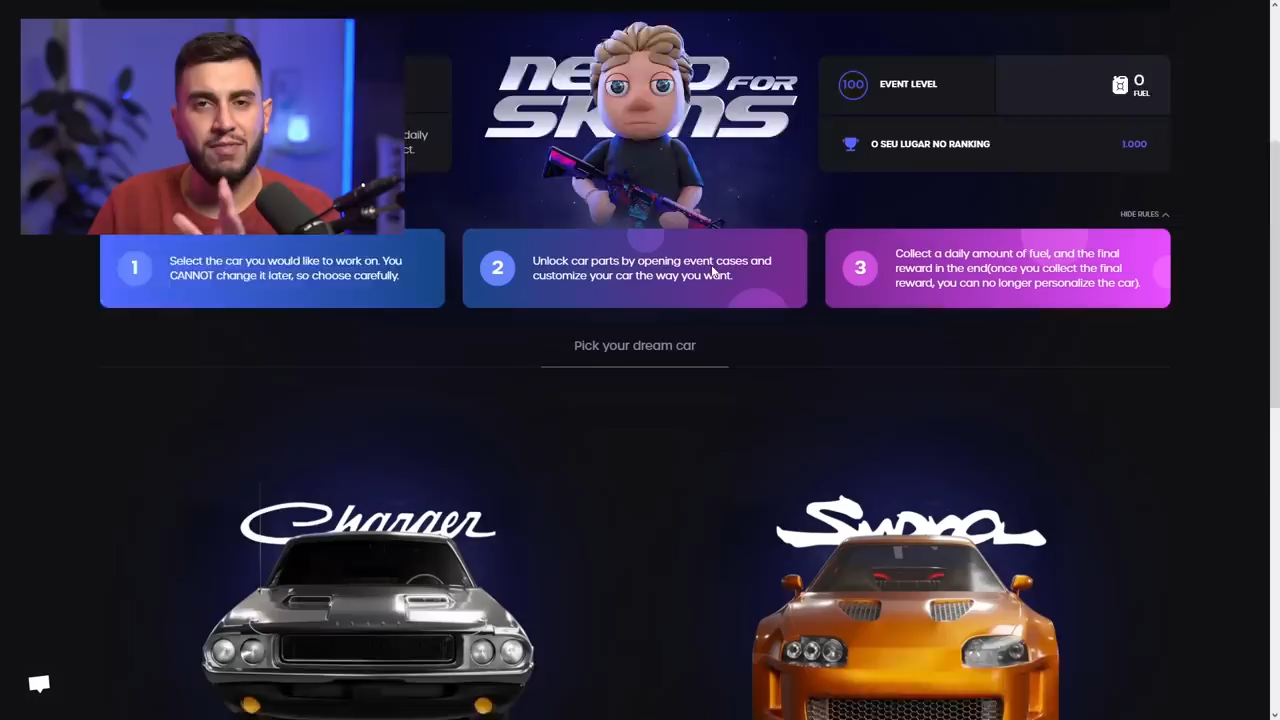 NEED FOR
SKINS
daily
ct.
100 EVENT LEVEL
0
FUEL
O SEU LUGAR NO RANKING 1.000
HIDE RULES
1 Select the car you would like to work on. You
CANNOT change it later, so choose carefully.
2 Unlock car parts by opening event cases and
customize your car the way you want.
3 Collect a daily amount of fuel, and the final
reward in the end(once you collect the final
reward, you can no longer personalize the car).
Pick your dream car
Charger
Supra